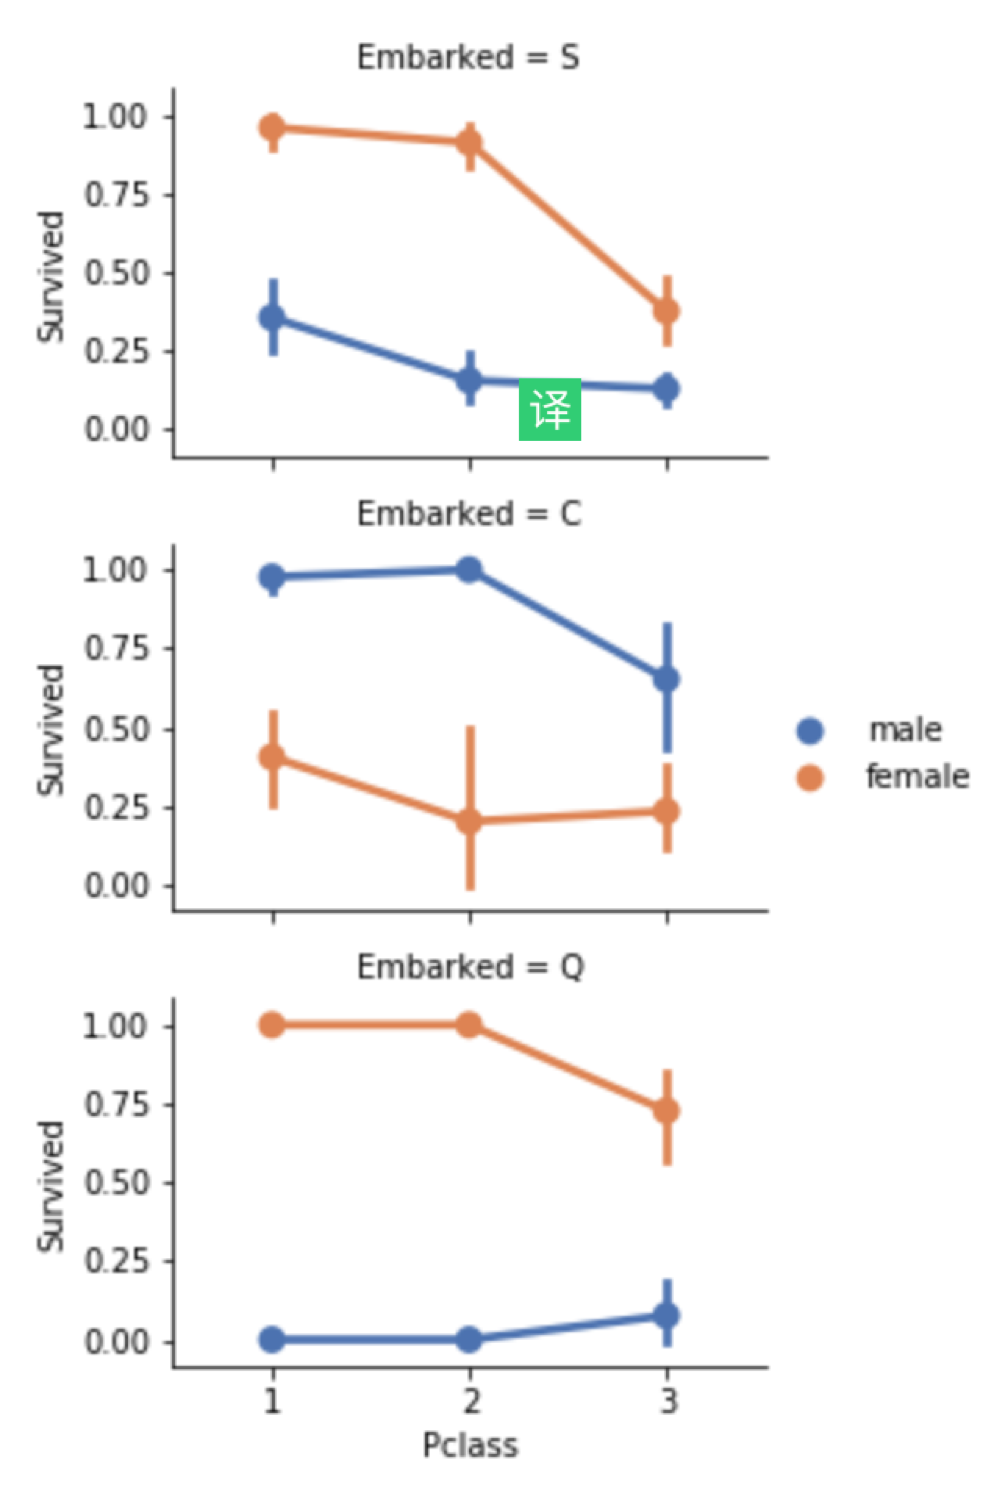 Embarked = S
1.00
0.75
0.50
0.25
0.00
Survived
译
Embarked = C
1.00
0.75
0.50
0.25
0.00
Survived
male
female
Embarked = Q
1.00
0.75
0.50
0.25
0.00
Survived
1 2 3
Pclass